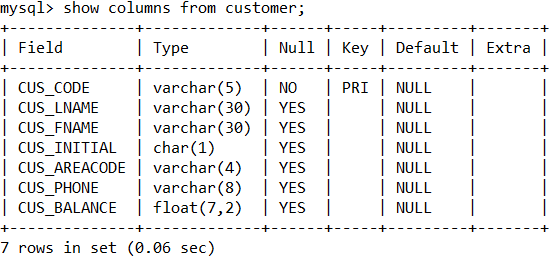 mysql> show columns from customer;
+--------------+-------------+------+-----+---------+-------+
| Field        | Type        | Null | Key | Default | Extra |
+--------------+-------------+------+-----+---------+-------+
| CUS_CODE     | varchar(5)  | NO   | PRI | NULL    |       |
| CUS_LNAME    | varchar(30) | YES  |     | NULL    |       |
| CUS_FNAME    | varchar(30) | YES  |     | NULL    |       |
| CUS_INITIAL  | char(1)     | YES  |     | NULL    |       |
| CUS_AREACODE | varchar(4)  | YES  |     | NULL    |       |
| CUS_PHONE    | varchar(8)  | YES  |     | NULL    |       |
| CUS_BALANCE  | float(7,2)  | YES  |     | NULL    |       |
+--------------+-------------+------+-----+---------+-------+
7 rows in set (0.06 sec)